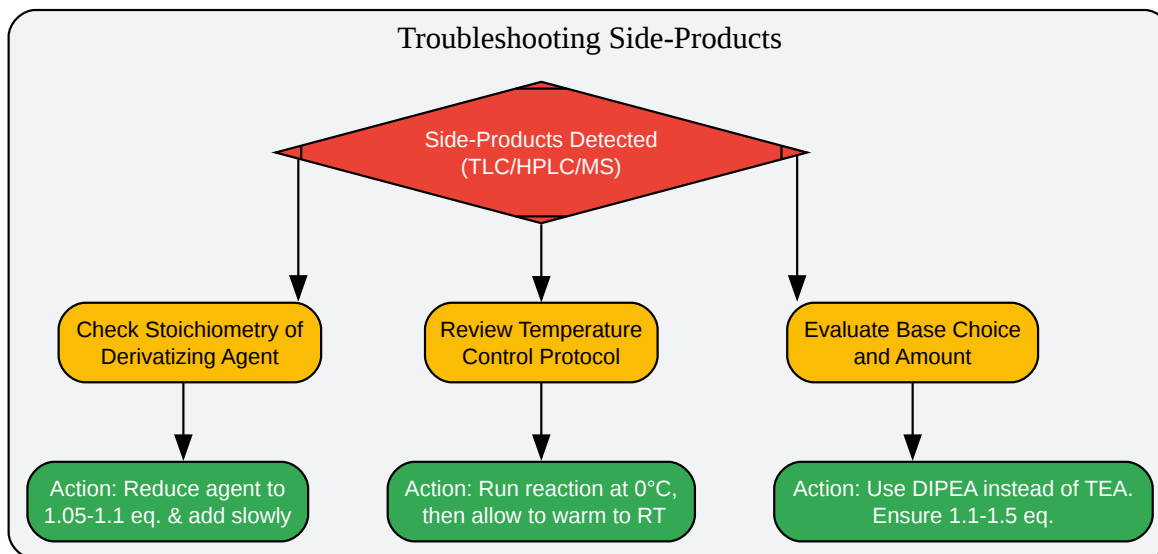 Troubleshooting Side-Products
Side-Products Detected
(TLC/HPLC/MS)
Check Stoichiometry of
Derivatizing Agent
Review Temperature
Control Protocol
Evaluate Base Choice
and Amount
Action: Reduce agent to
1.05-1.1 eq. & add slowly
Action: Run reaction at 0°C,
then allow to warm to RT
Action: Use DIPEA instead of TEA.
Ensure 1.1-1.5 eq.